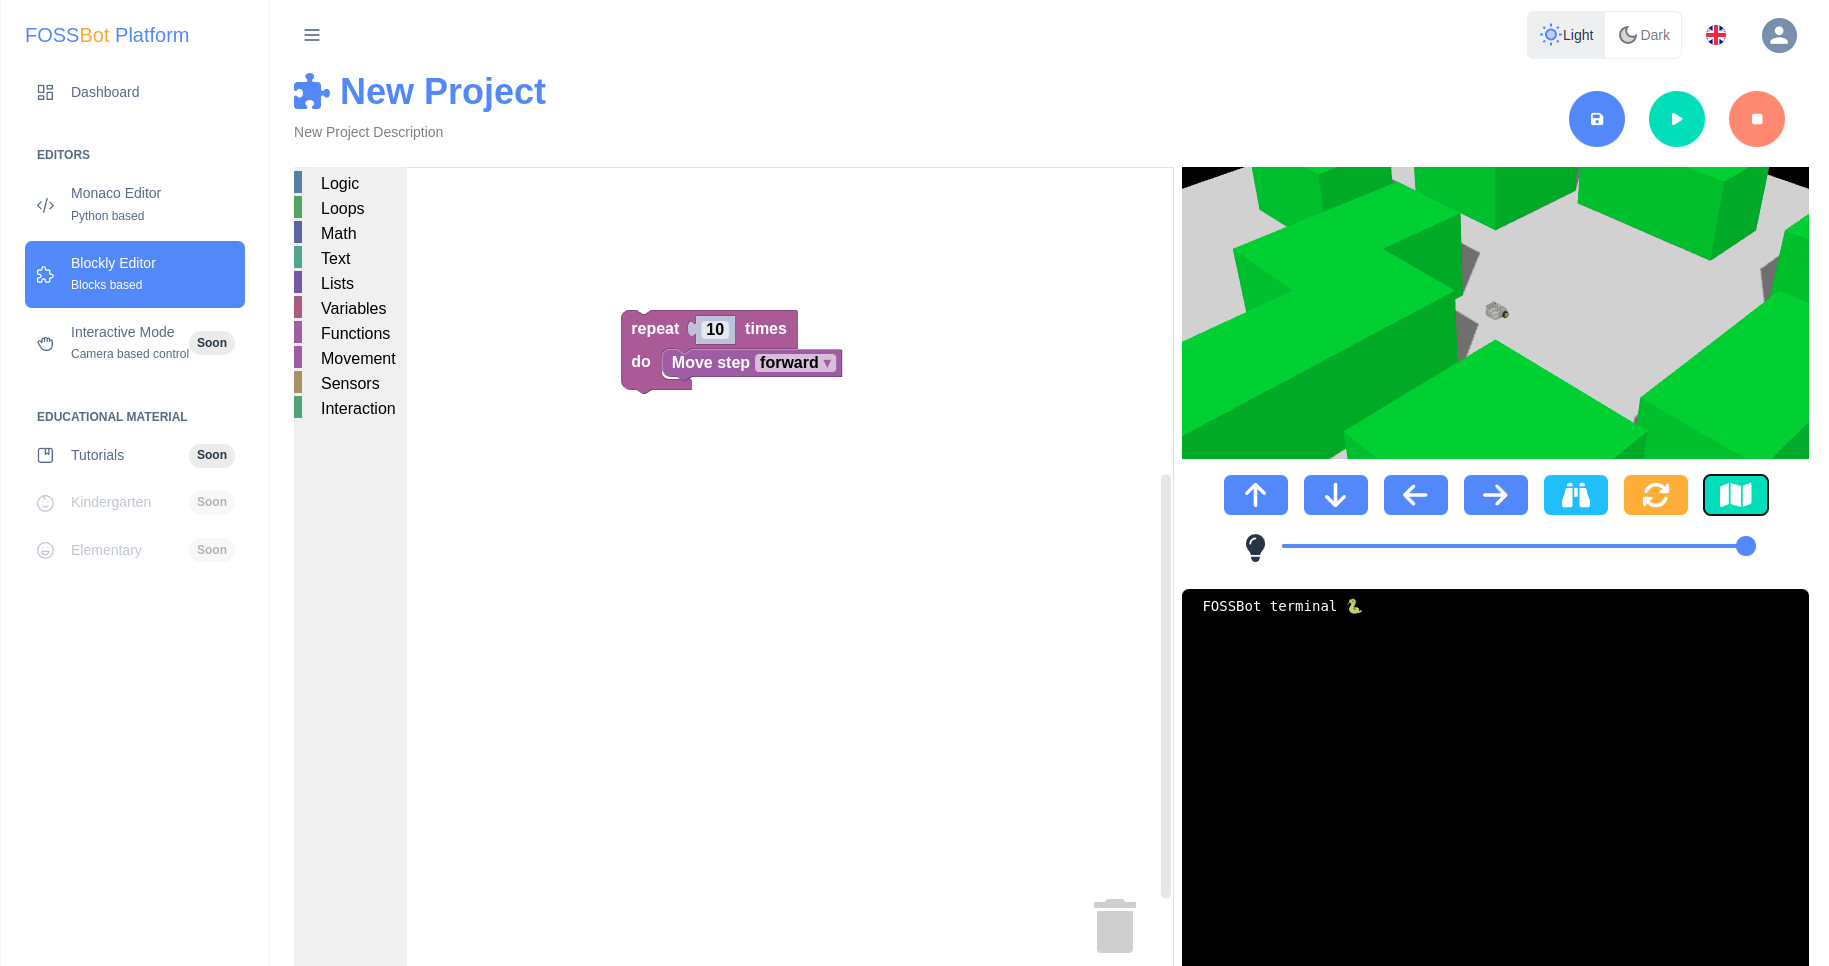 FOSSBot Platform
Light
Dark
Dashboard
EDITORS
Monaco Editor
Python based
Blockly Editor
Blocks based
Interactive Mode
Camera based control
Soon
EDUCATIONAL MATERIAL
Tutorials
Soon
Kindergarten
Soon
Elementary
Soon
New Project
New Project Description
Logic
Loops
Math
Text
Lists
Variables
Functions
Movement
Sensors
Interaction
repeat 10 times
do Move step forward ▾
FOSSBot terminal 🐍